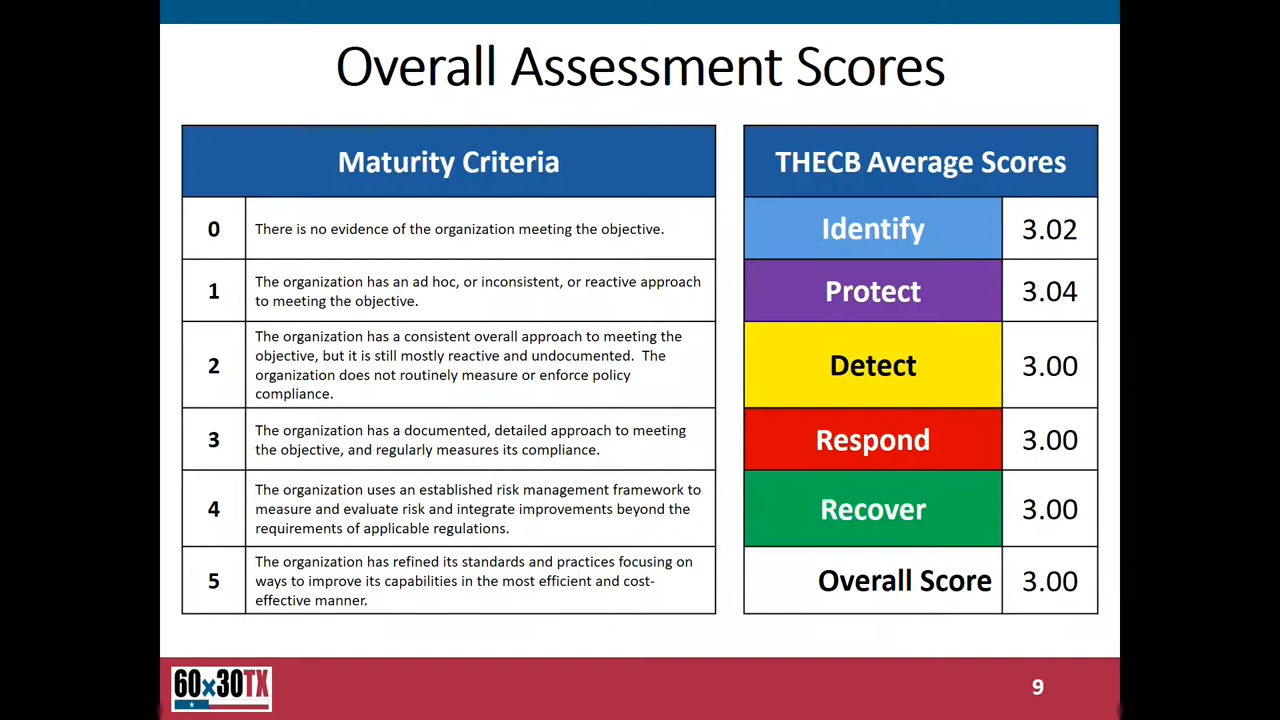 Overall Assessment Scores
Maturity Criteria
0
There is no evidence of the organization meeting the objective.
1
The organization has an ad hoc, or inconsistent, or reactive approach
to meeting the objective.
2
The organization has a consistent overall approach to meeting the
objective, but it is still mostly reactive and undocumented.  The
organization does not routinely measure or enforce policy
compliance.
3
The organization has a documented, detailed approach to meeting
the objective, and regularly measures its compliance.
4
The organization uses an established risk management framework to
measure and evaluate risk and integrate improvements beyond the
requirements of applicable regulations.
5
The organization has refined its standards and practices focusing on
ways to improve its capabilities in the most efficient and cost-
effective manner.
THECB Average Scores
Identify 3.02
Protect 3.04
Detect 3.00
Respond 3.00
Recover 3.00
Overall Score 3.00
60x30TX
9